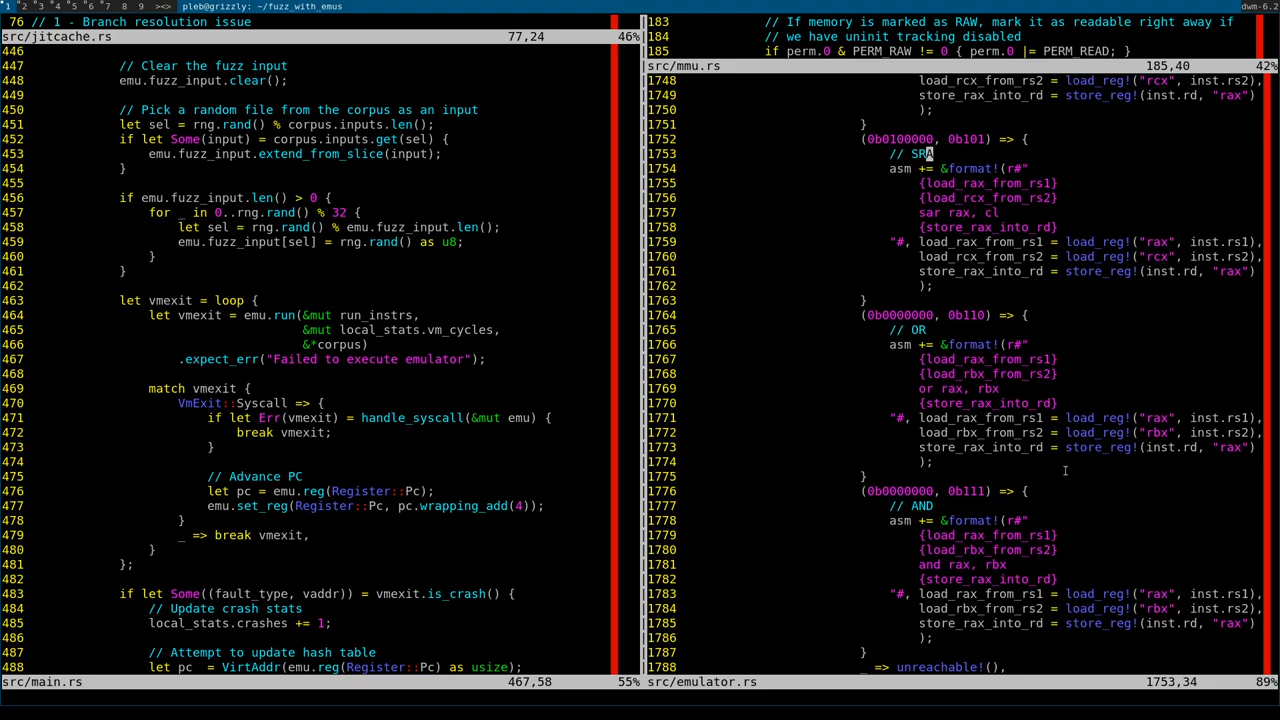 1 2 3 4 5 6 7 8 9 ><> pleb@grizzly: ~/fuzz_with_emus dwm-6.2
76 // 1 - Branch resolution issue
src/jitcache.rs 77,24 46%
446
447 // Clear the fuzz input
448 emu.fuzz_input.clear();
449
450 // Pick a random file from the corpus as an input
451 let sel = rng.rand() % corpus.inputs.len();
452 if let Some(input) = corpus.inputs.get(sel) {
453 emu.fuzz_input.extend_from_slice(input);
454 }
455
456 if emu.fuzz_input.len() > 0 {
457 for _ in 0..rng.rand() % 32 {
458 let sel = rng.rand() % emu.fuzz_input.len();
459 emu.fuzz_input[sel] = rng.rand() as u8;
460 }
461 }
462
463 let vmexit = loop {
464 let vmexit = emu.run(&mut run_instrs,
465 &mut local_stats.vm_cycles,
466 &*corpus)
467 .expect_err("Failed to execute emulator");
468
469 match vmexit {
470 VmExit::Syscall => {
471 if let Err(vmexit) = handle_syscall(&mut emu) {
472 break vmexit;
473 }
474
475 // Advance PC
476 let pc = emu.reg(Register::Pc);
477 emu.set_reg(Register::Pc, pc.wrapping_add(4));
478 }
479 _ => break vmexit,
480 }
481 };
482
483 if let Some((fault_type, vaddr)) = vmexit.is_crash() {
484 // Update crash stats
485 local_stats.crashes += 1;
486
487 // Attempt to update hash table
488 let pc  = VirtAddr(emu.reg(Register::Pc) as usize);
src/main.rs 467,58 55%
183 // If memory is marked as RAW, mark it as readable right away if
184 // we have uninit tracking disabled
185 if perm.0 & PERM_RAW != 0 { perm.0 |= PERM_READ; }
src/mmu.rs 185,40 42%
1748 load_rcx_from_rs2 = load_reg!("rcx", inst.rs2),
1749 store_rax_into_rd = store_reg!(inst.rd, "rax")
1750 );
1751 }
1752 (0b0100000, 0b101) => {
1753 // SRA
1754 asm += &format!(r#"
1755 {load_rax_from_rs1}
1756 {load_rcx_from_rs2}
1757 sar rax, cl
1758 {store_rax_into_rd}
1759 "#, load_rax_from_rs1 = load_reg!("rax", inst.rs1),
1760 load_rcx_from_rs2 = load_reg!("rcx", inst.rs2),
1761 store_rax_into_rd = store_reg!(inst.rd, "rax")
1762 );
1763 }
1764 (0b0000000, 0b110) => {
1765 // OR
1766 asm += &format!(r#"
1767 {load_rax_from_rs1}
1768 {load_rbx_from_rs2}
1769 or rax, rbx
1770 {store_rax_into_rd}
1771 "#, load_rax_from_rs1 = load_reg!("rax", inst.rs1),
1772 load_rbx_from_rs2 = load_reg!("rbx", inst.rs2),
1773 store_rax_into_rd = store_reg!(inst.rd, "rax")
1774 );
1775 }
1776 (0b0000000, 0b111) => {
1777 // AND
1778 asm += &format!(r#"
1779 {load_rax_from_rs1}
1780 {load_rbx_from_rs2}
1781 and rax, rbx
1782 {store_rax_into_rd}
1783 "#, load_rax_from_rs1 = load_reg!("rax", inst.rs1),
1784 load_rbx_from_rs2 = load_reg!("rbx", inst.rs2),
1785 store_rax_into_rd = store_reg!(inst.rd, "rax")
1786 );
1787 }
1788 _ => unreachable!(),
src/emulator.rs 1753,34 89%